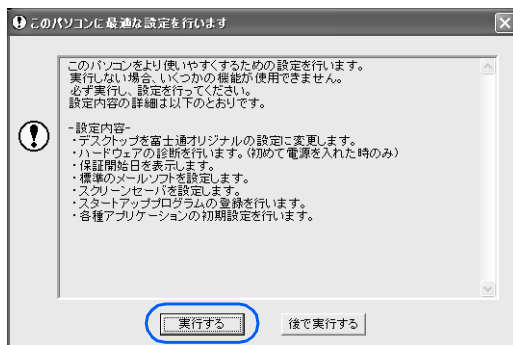 このパソコンに最適な設定を行います
このパソコンをより使いやすくするための設定を行います。
実行しない場合、いくつかの機能が使用できません。
必ず実行し、設定を行ってください。
設定内容の詳細は以下のとおりです。
-設定内容-
・デスクトップを富士通オリジナルの設定に変更します。
・ハードウェアの診断を行います。(初めて電源を入れた時のみ)
・保証開始日を表示します。
・標準のメールソフトを設定します。
・スクリーンセーバを設定します。
・スタートアッププログラムの登録を行います。
・各種アプリケーションの初期設定を行います。
実行する
後で実行する